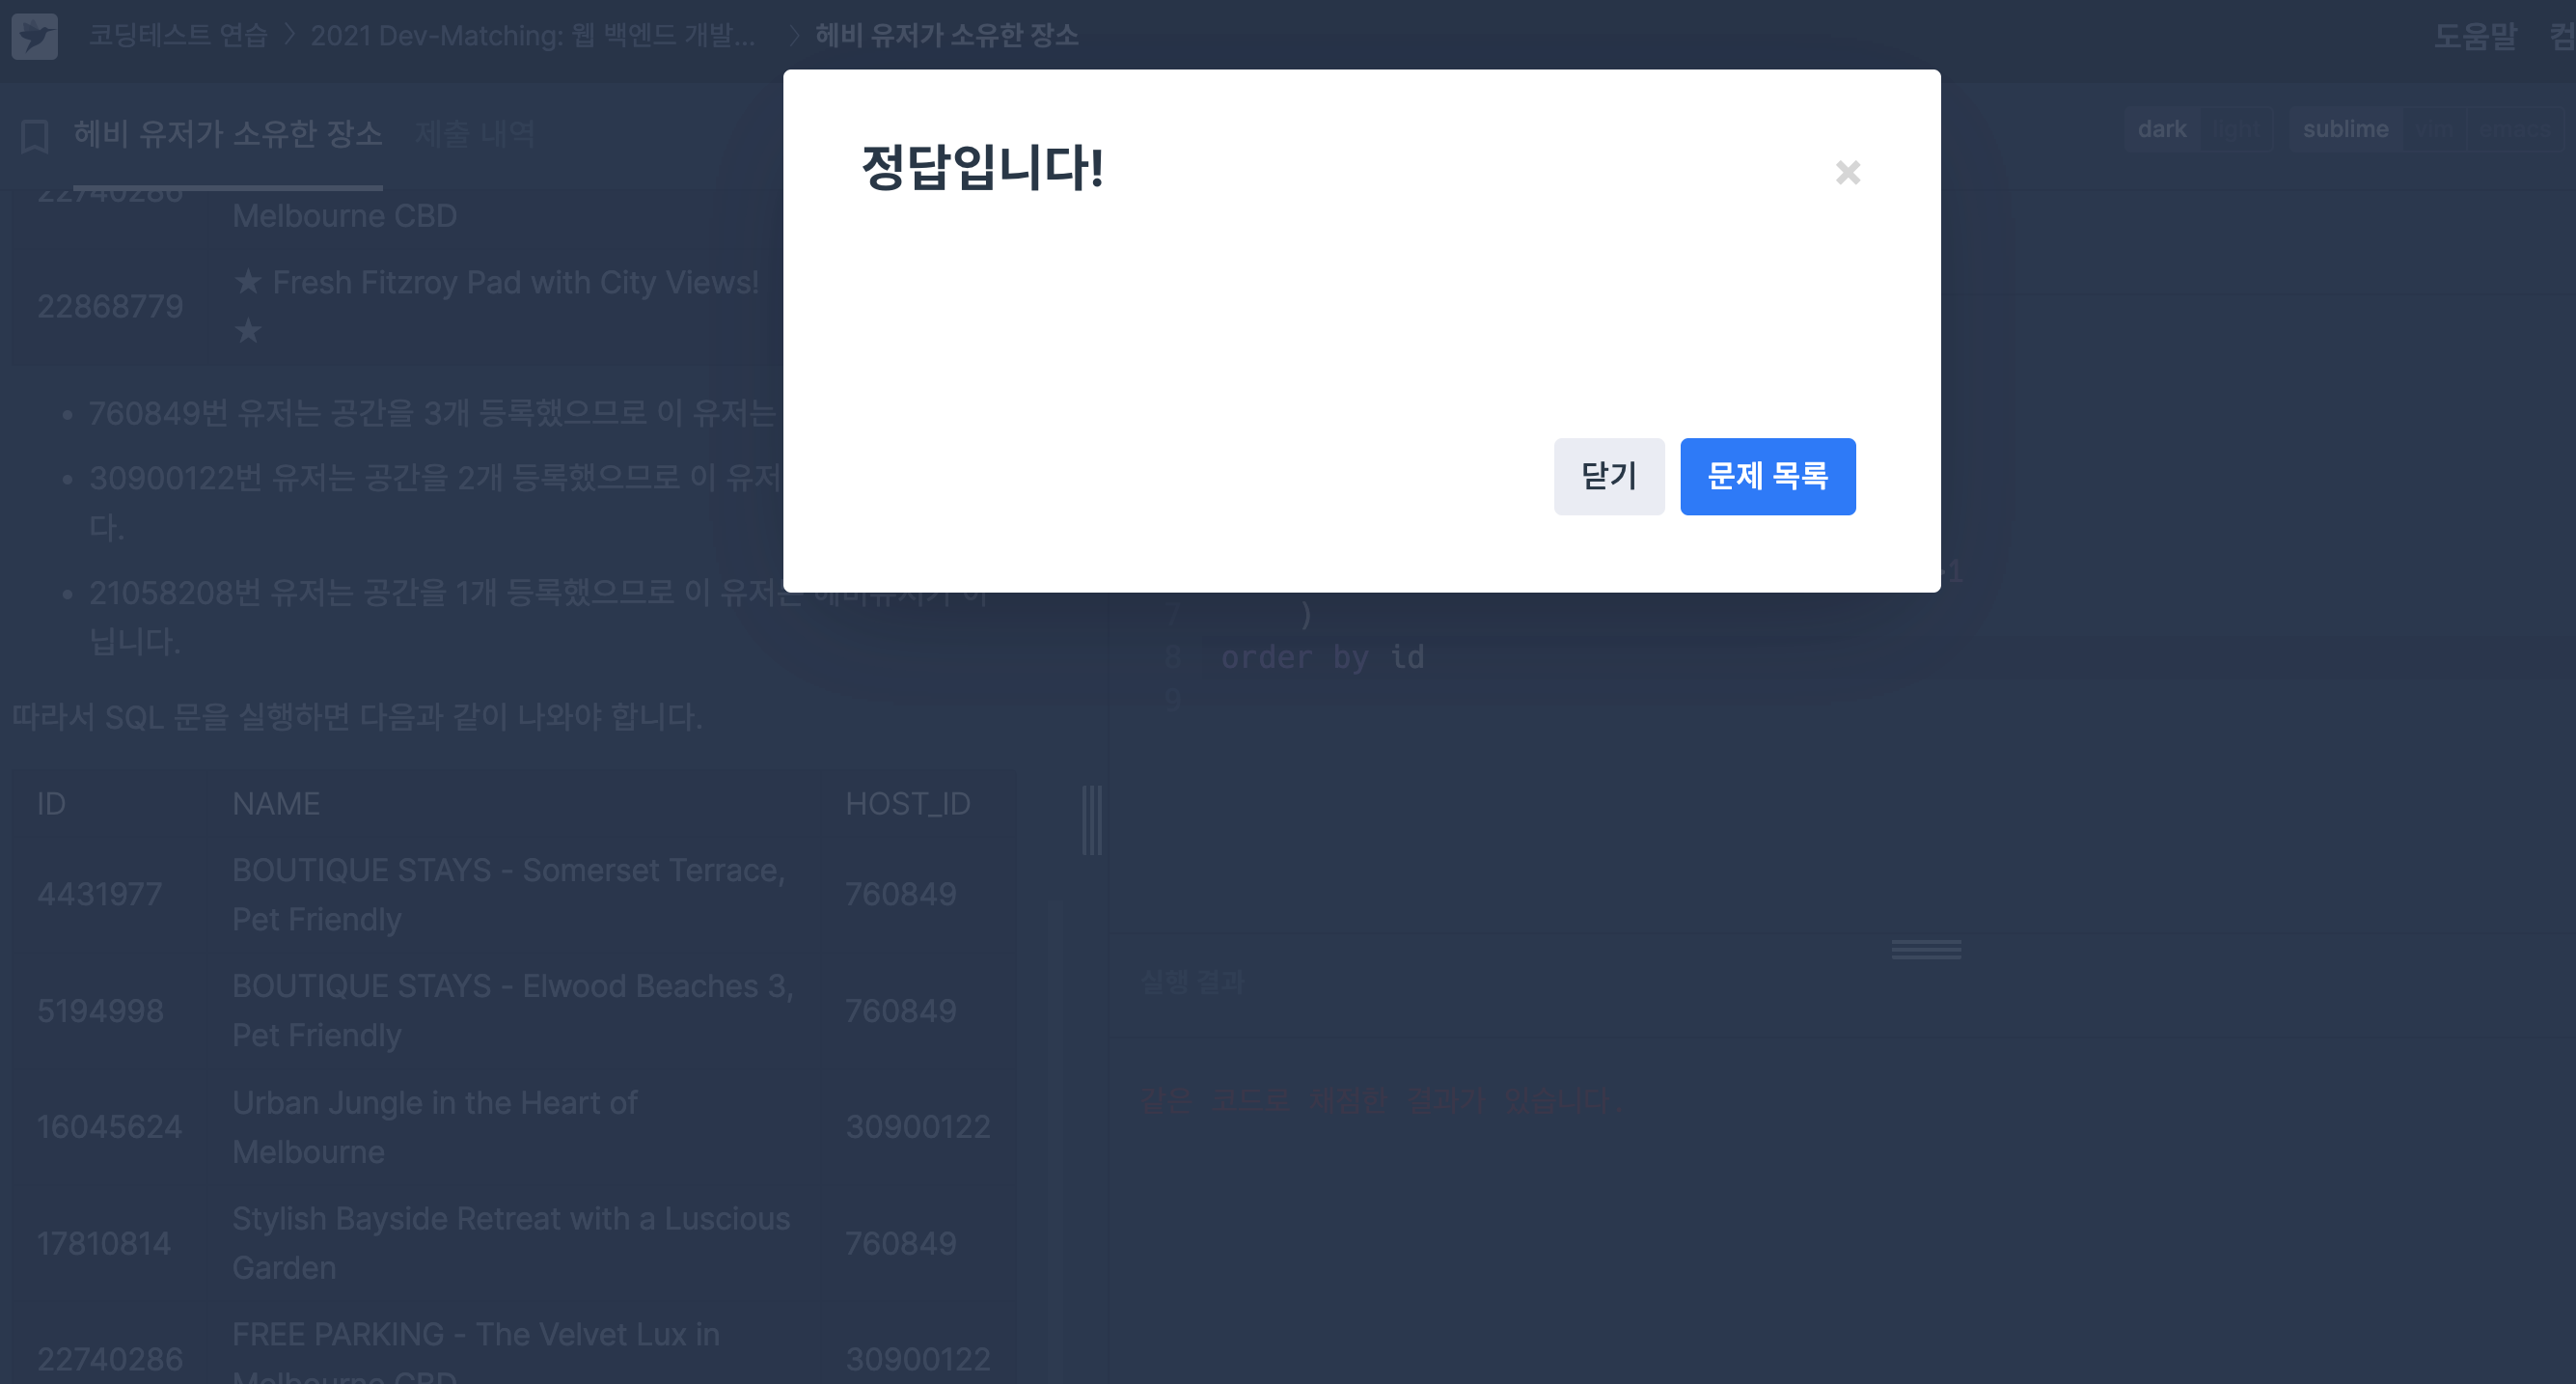 코딩테스트 연습 > 2021 Dev-Matching: 웹 백엔드 개발... > 헤비 유저가 소유한 장소
도움말 컴
헤비 유저가 소유한 장소 제출 내역
dark light sublime vim emacs
22740286 Melbourne CBD
22868779 ★ Fresh Fitzroy Pad with City Views!
★
정답입니다!
닫기 문제 목록
• 760849번 유저는 공간을 3개 등록했으므로 이 유저는
• 30900122번 유저는 공간을 2개 등록했으므로 이 유저
다.
• 21058208번 유저는 공간을 1개 등록했으므로 이 유저는 헤비유저가 아
닙니다.
따라서 SQL 문을 실행하면 다음과 같이 나와야 합니다.
ID NAME HOST_ID
4431977 BOUTIQUE STAYS - Somerset Terrace, 760849
Pet Friendly
5194998 BOUTIQUE STAYS - Elwood Beaches 3, 760849
Pet Friendly
16045624 Urban Jungle in the Heart of 30900122
Melbourne
17810814 Stylish Bayside Retreat with a Luscious 760849
Garden
22740286 FREE PARKING - The Velvet Lux in 30900122
Melbourne CBD
1
7 )
8 order by id
9
실행 결과
같은 코드로 채점한 결과가 있습니다.